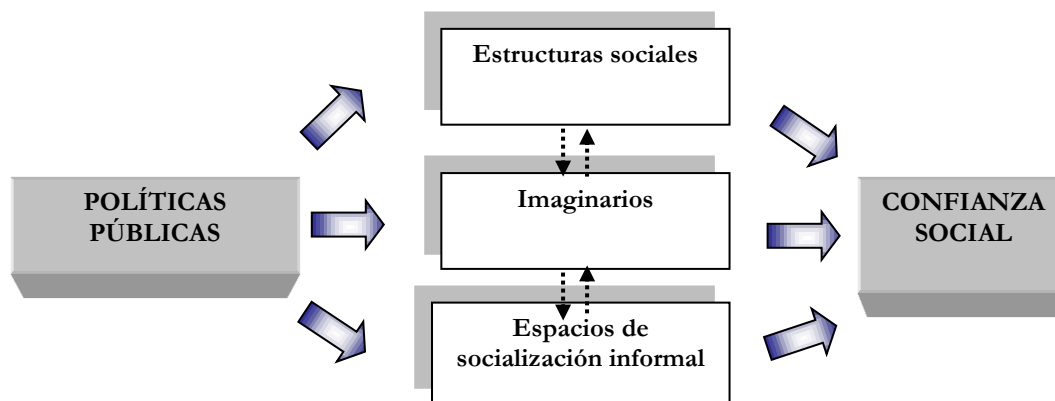 Estructuras sociales
POLÍTICAS
PÚBLICAS
Imaginarios
CONFIANZA
SOCIAL
Espacios de
socialización informal